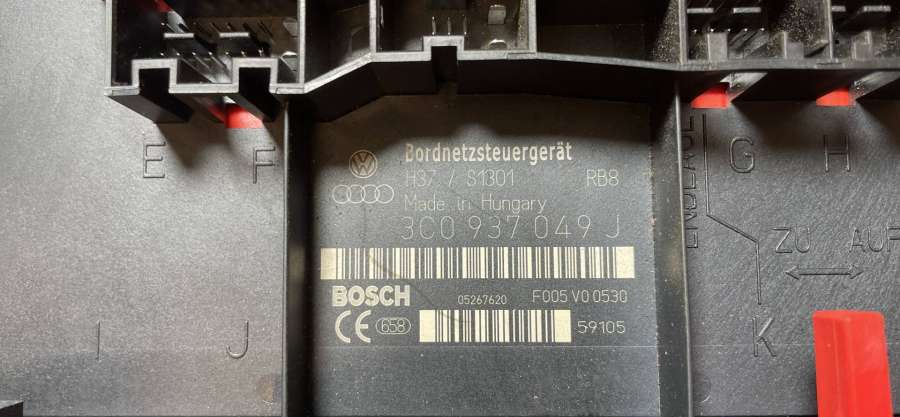 E F
Bordnetzsteuergerät
H37 / S1301 RB8
Made in Hungary
3C0 937 049 J
BOSCH 05267620 F005 V0 0530
CE 658 59105
I J
ENDLAGE
G H
ZU AUF
K